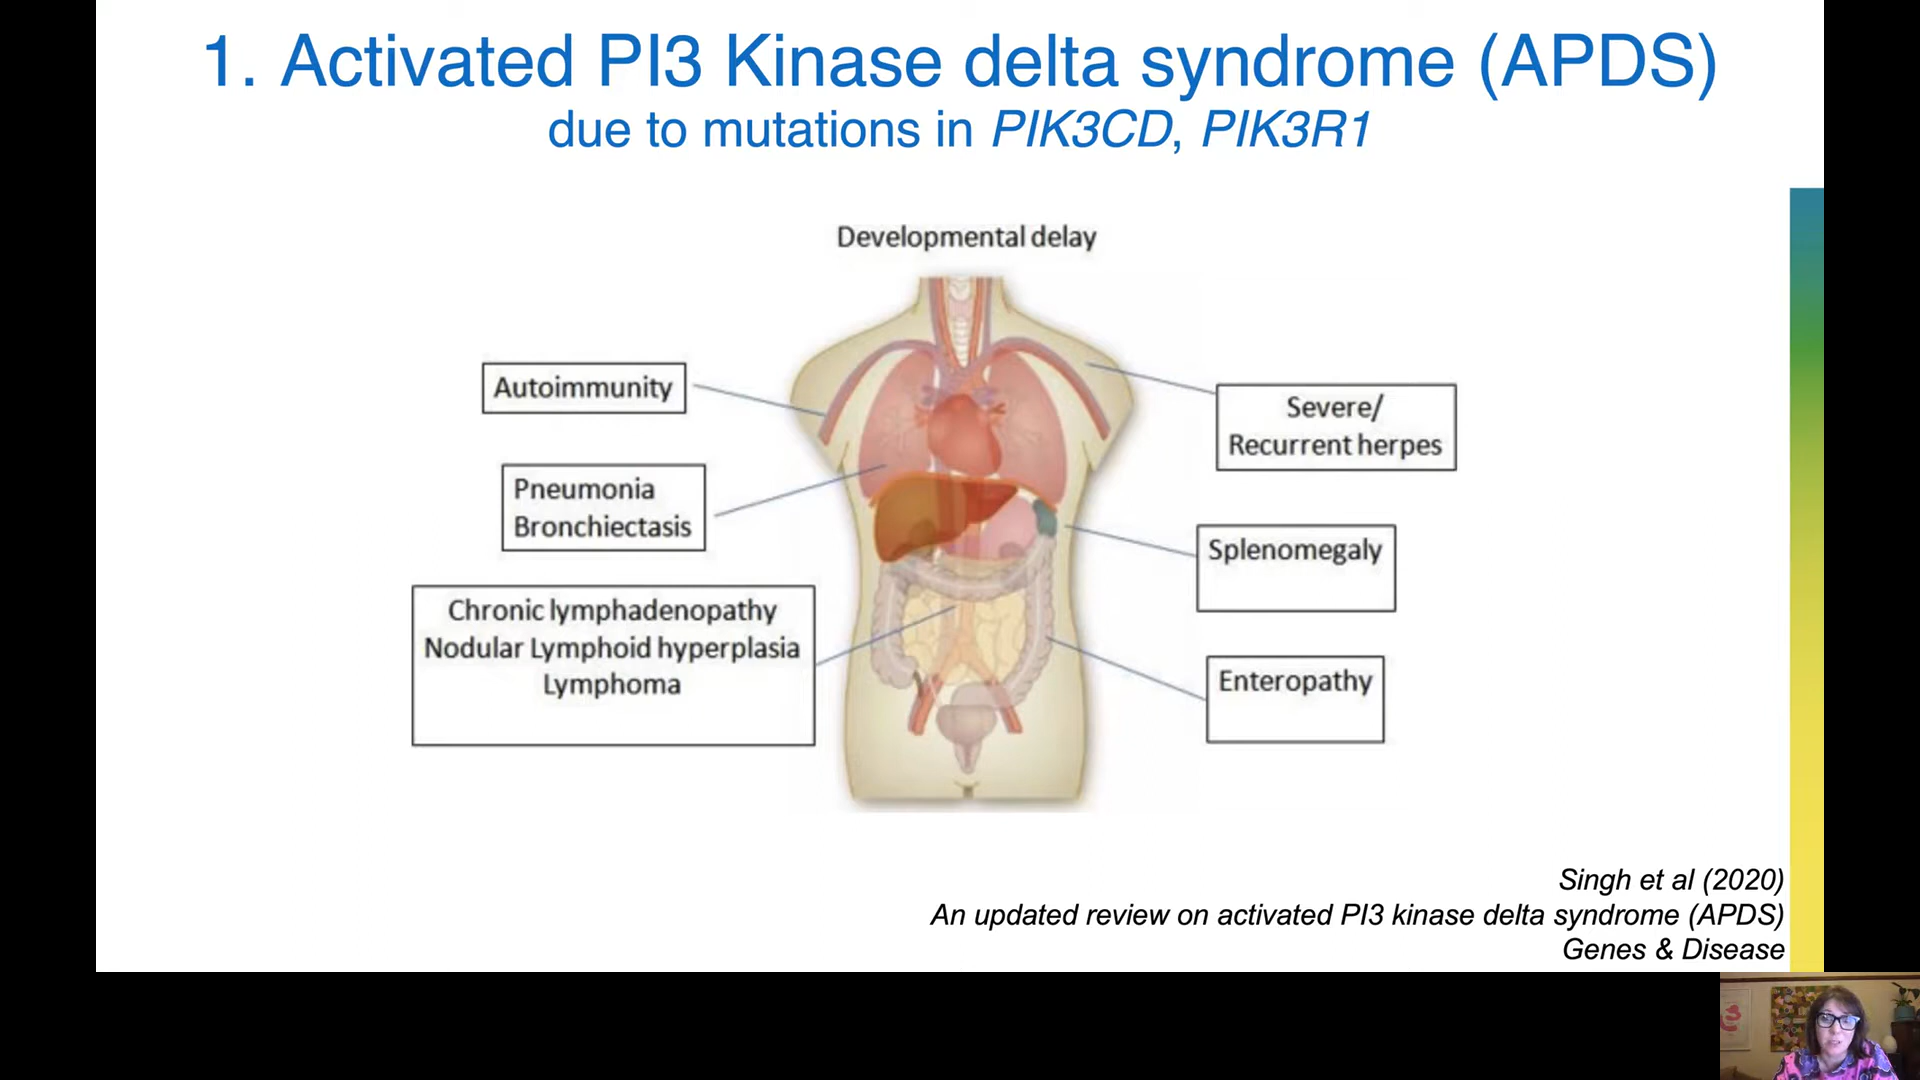 1. Activated PI3 Kinase delta syndrome (APDS)
due to mutations in PIK3CD, PIK3R1
Developmental delay
Autoimmunity
Pneumonia
Bronchiectasis
Chronic lymphadenopathy
Nodular Lymphoid hyperplasia
Lymphoma
Severe/
Recurrent herpes
Splenomegaly
Enteropathy
Singh et al (2020)
An updated review on activated PI3 kinase delta syndrome (APDS)
Genes & Disease